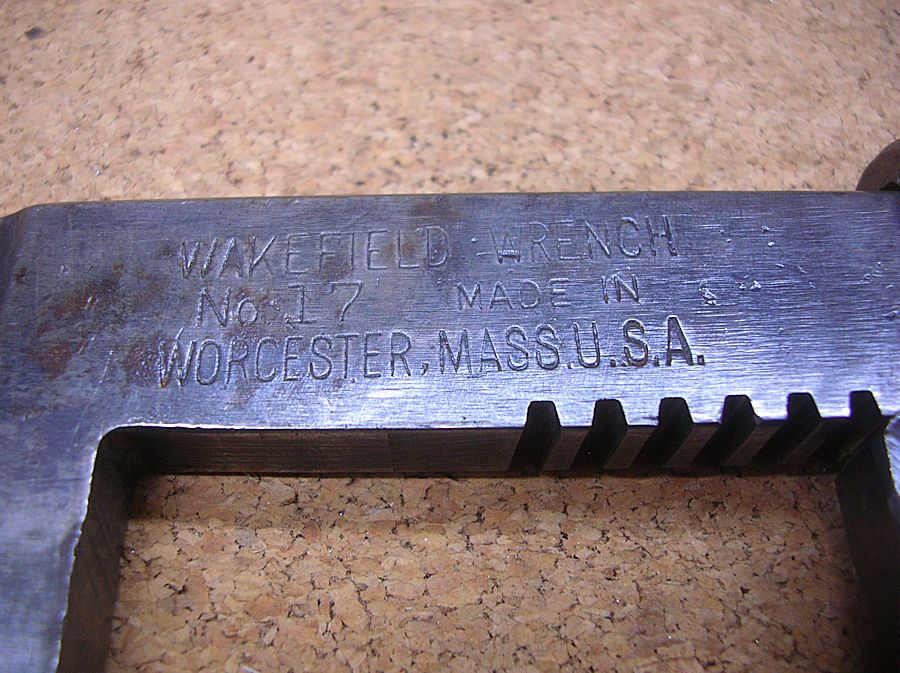 WAKEFIELD WRENCH
No. 17 MADE IN
WORCESTER, MASS. U.S.A.